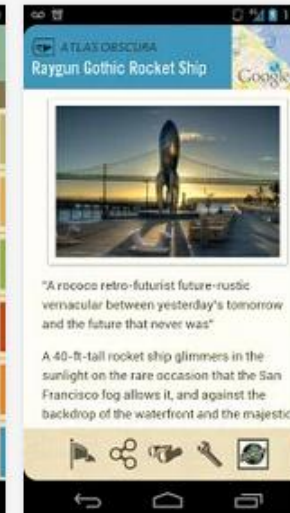 ATLAS OBSCURA
Raygun Gothic Rocket Ship
Google
"A rococo retro-futurist future-rustic
vernacular between yesterday's tomorrow
and the future that never was"
A 40-ft-tall rocket ship glimmers in the
sunlight on the rare occasion that the San
Francisco fog allows it, and against the
backdrop of the waterfront and the majestic